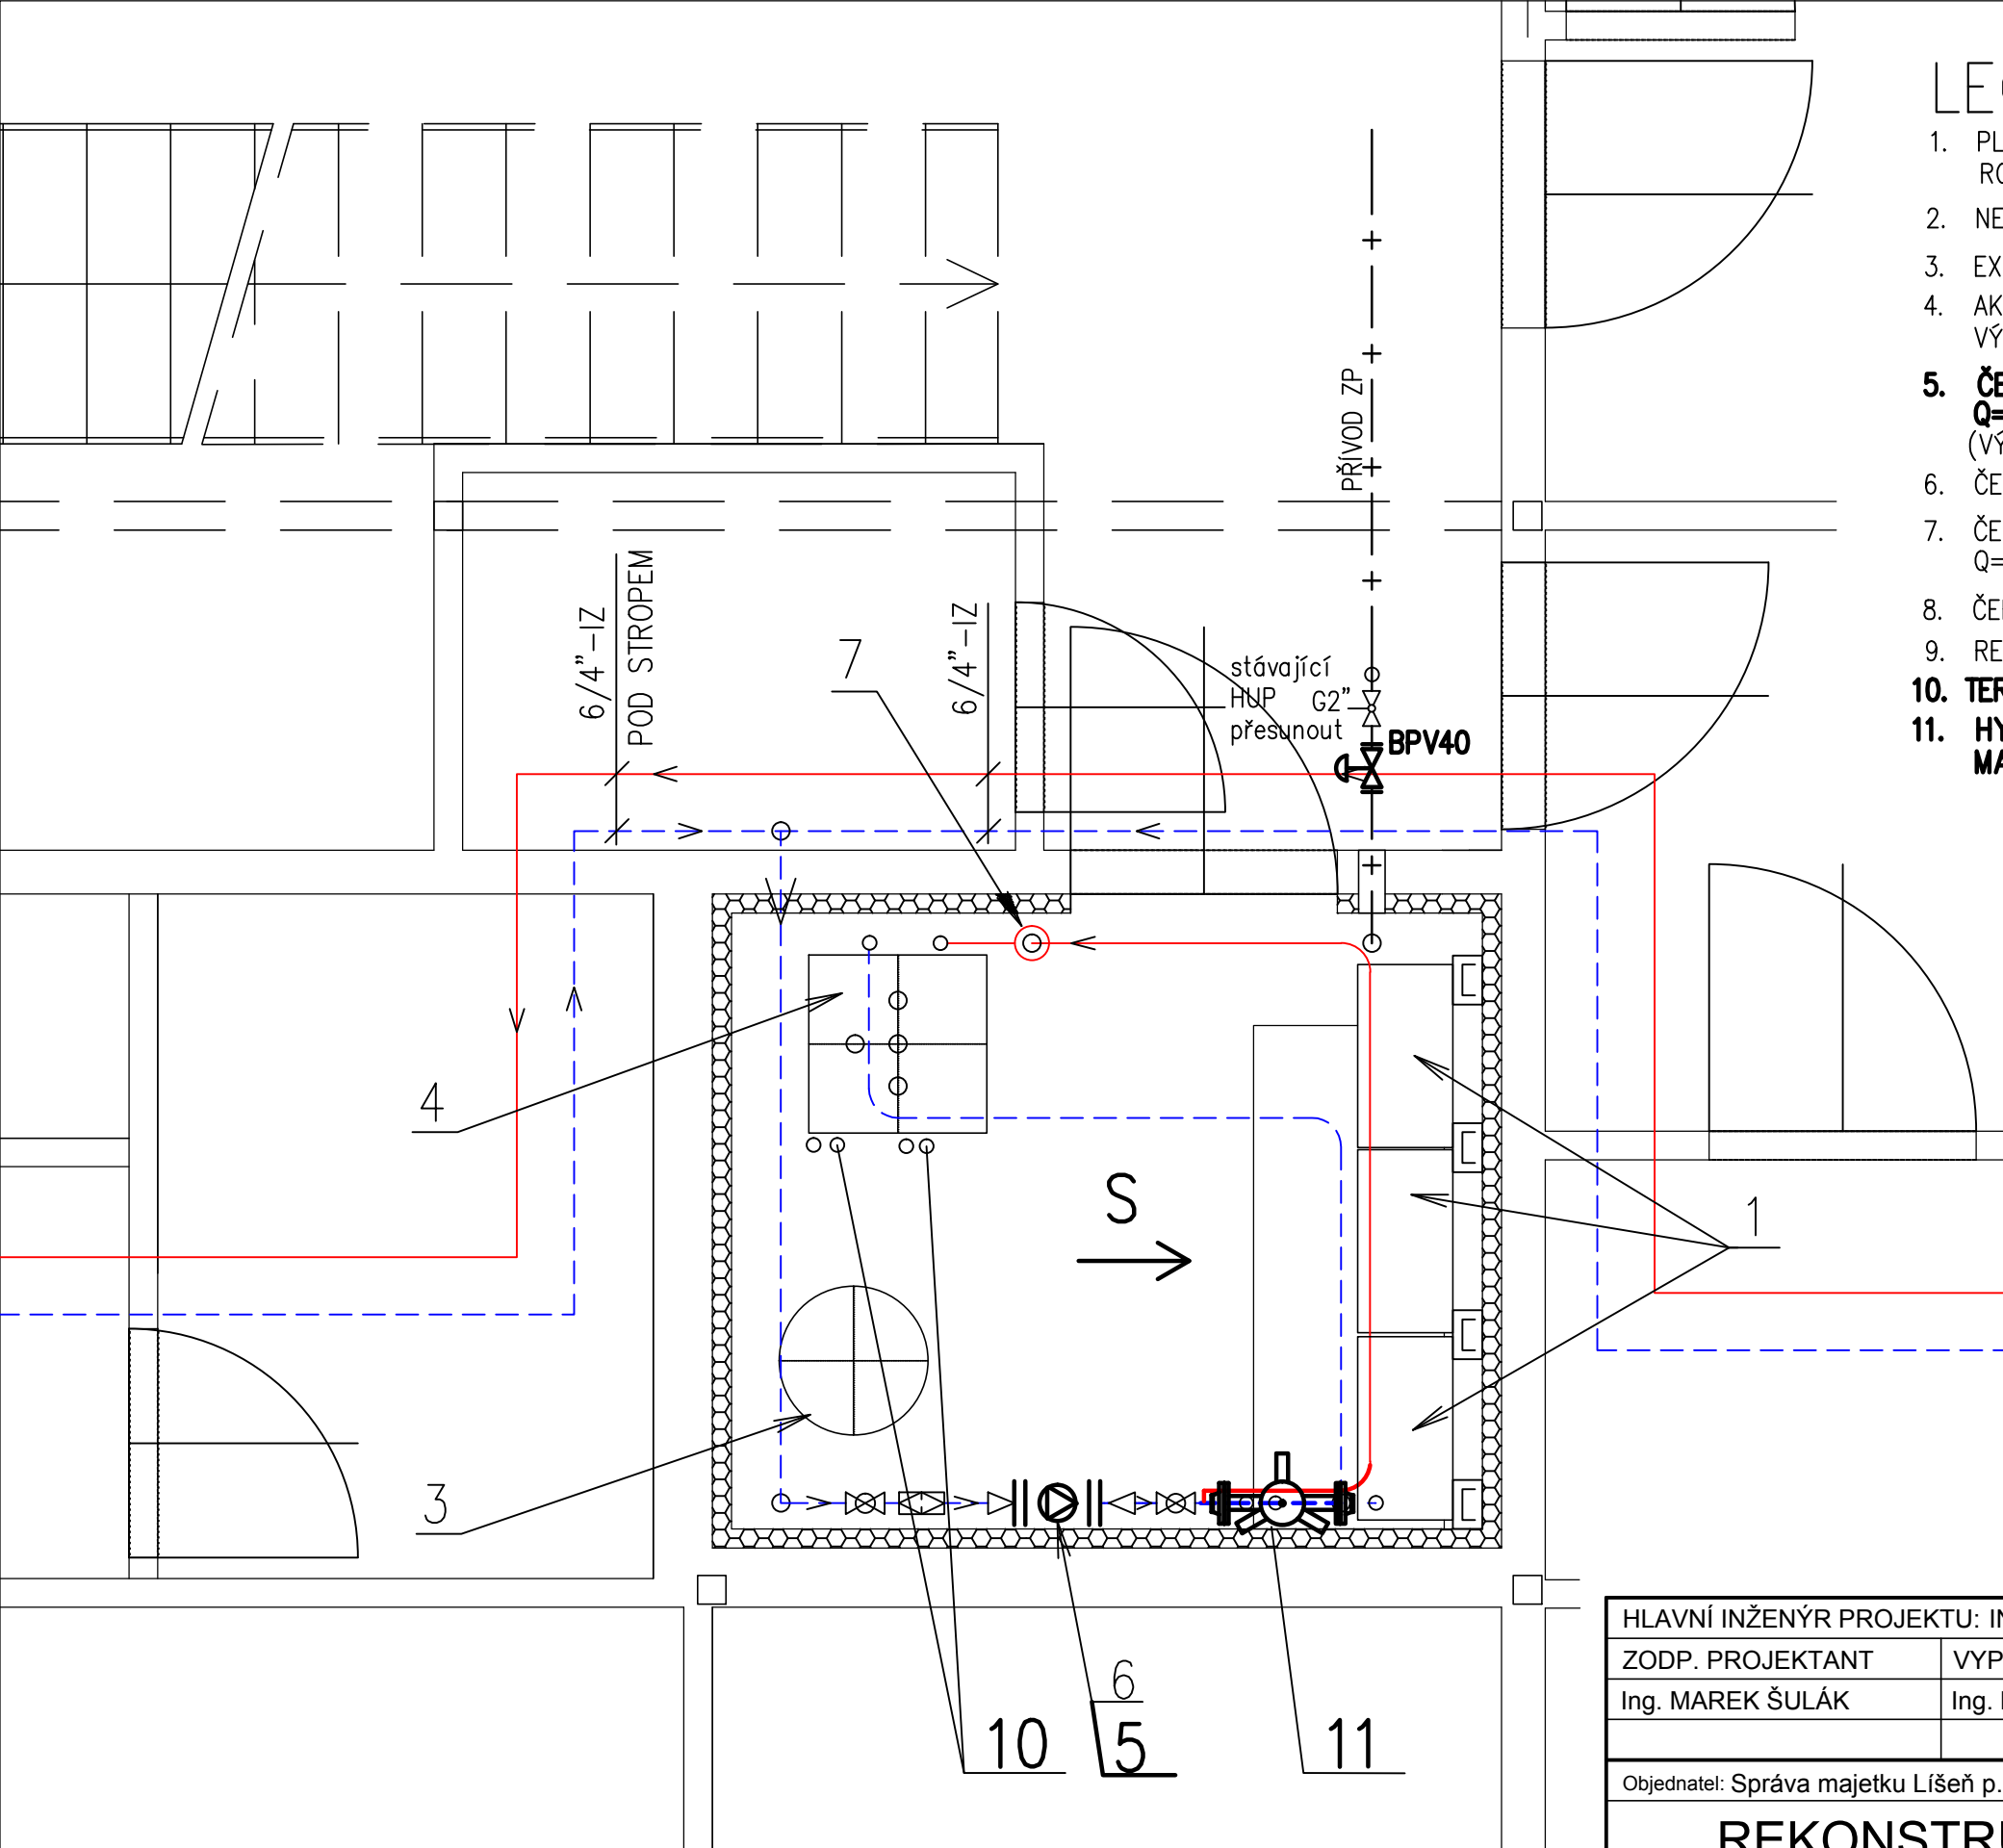 1. PL
RO
2. NE
3. EX
4. AK
VÝ
5. ČE
Q=
(VÝ
6. ČE
7. ČE
Q=
8. ČE
9. RE
10. TER
11. HY
MA
PŘÍVOD ZP
6/4"-IZ
POD STROPEM
6/4"-IZ
7
stávající
HUP G2"
přesunout
BPV40
4
S
1
3
6
5
10
11
HLAVNÍ INŽENÝR PROJEKTU: IN
ZODP. PROJEKTANT VYP
Ing. MAREK ŠULÁK Ing.
Objednatel: Správa majetku Líšeň p.
REKONSTRU